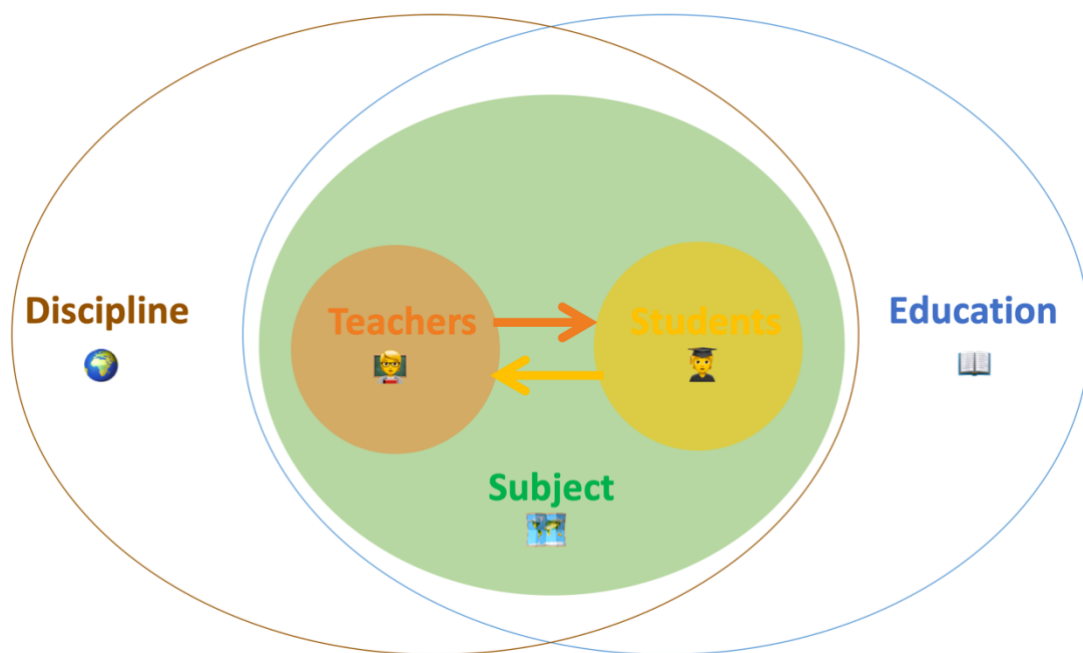 Discipline
Teachers
Students
Education
Subject